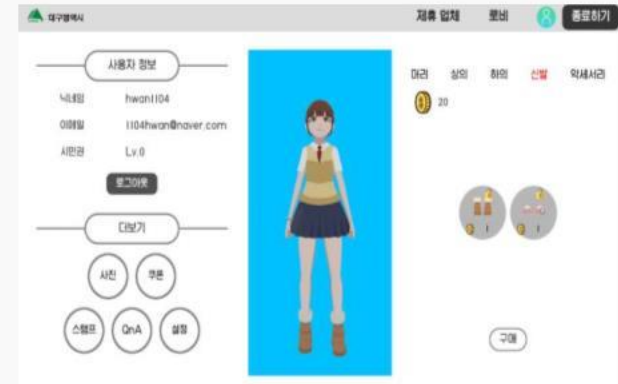 대구명역시
제휴 업체 로비 종료하기
사용자 정보
닉네임 hwan1104
이메일 1104hwan@naver.com
시민권 Lv.0
로그아웃
더보기
사진 쿠폰
스탬프 QnA 설정
머리 상의 하의 신발 악세서리
20
1 1
구매